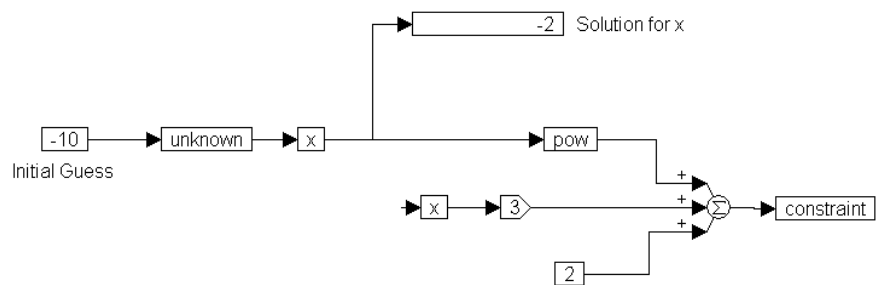 -2 Solution for x
-10 unknown x pow
Initial Guess
+
x 3 + Σ constraint
+
2